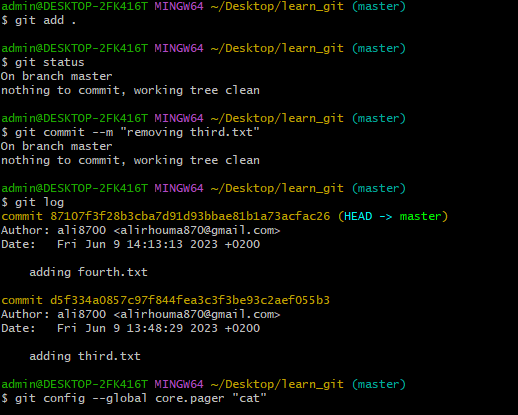 admin@DESKTOP-2FK416T MINGW64 ~/Desktop/learn_git (master)
$ git add .
admin@DESKTOP-2FK416T MINGW64 ~/Desktop/learn_git (master)
$ git status
On branch master
nothing to commit, working tree clean
admin@DESKTOP-2FK416T MINGW64 ~/Desktop/learn_git (master)
$ git commit --m "removing third.txt"
On branch master
nothing to commit, working tree clean
admin@DESKTOP-2FK416T MINGW64 ~/Desktop/learn_git (master)
$ git log
commit 87107f3f28b3cba7d91d93bbae81b1a73acfac26 (HEAD -> master)
Author: ali8700 <alirhouma870@gmail.com>
Date:   Fri Jun 9 14:13:13 2023 +0200
    adding fourth.txt
commit d5f334a0857c97f844fea3c3f3be93c2aef055b3
Author: ali8700 <alirhouma870@gmail.com>
Date:   Fri Jun 9 13:48:29 2023 +0200
    adding third.txt
admin@DESKTOP-2FK416T MINGW64 ~/Desktop/learn_git (master)
$ git config --global core.pager "cat"